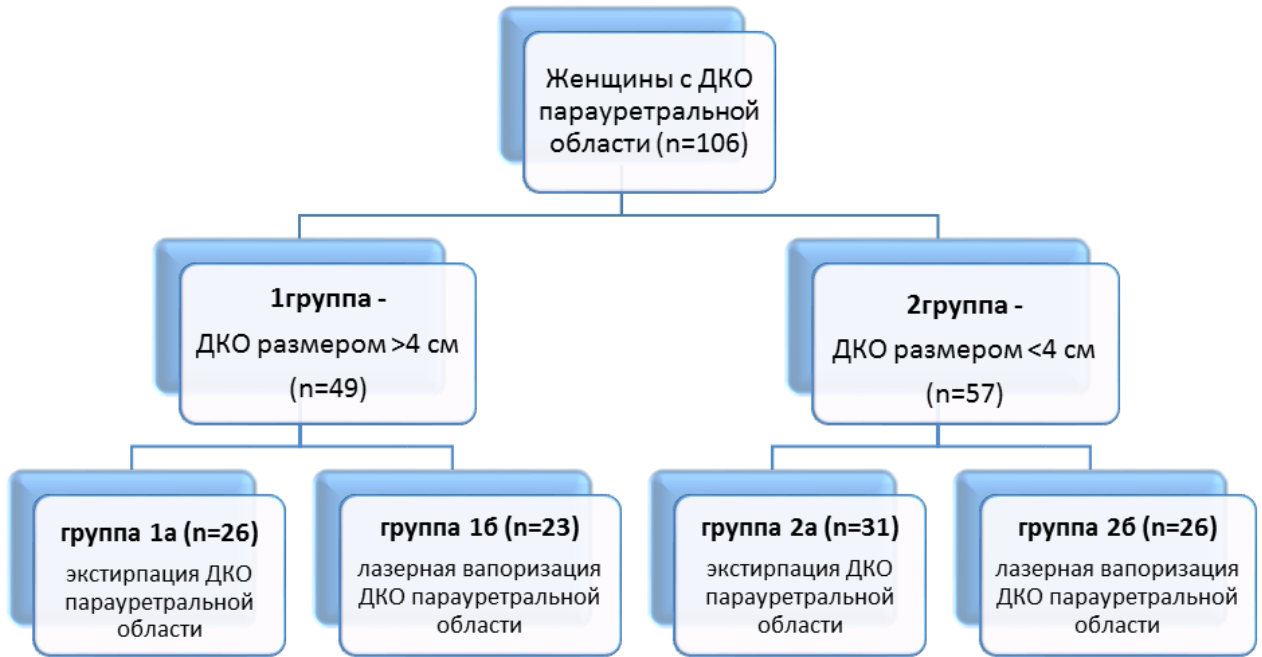 Женщины с ДКО
парауретральной
области (n=106)
1группа -
ДКО размером >4 см
(n=49)
2группа -
ДКО размером <4 см
(n=57)
группа 1а (n=26)
экстирпация ДКО
парауретральной
области
группа 1б (n=23)
лазерная вапоризация
ДКО парауретральной
области
группа 2а (n=31)
экстирпация ДКО
парауретральной
области
группа 2б (n=26)
лазерная вапоризация
ДКО парауретральной
области